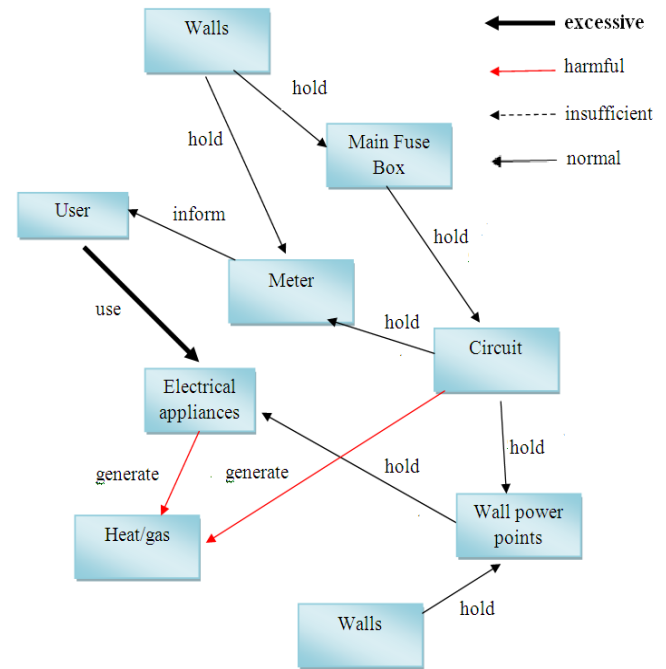 Walls
excessive
harmful
insufficient
normal
hold
hold
Main Fuse
Box
User
inform
hold
Meter
use
hold
Circuit
Electrical
appliances
hold
generate
generate
hold
Heat/gas
Wall power
points
hold
Walls